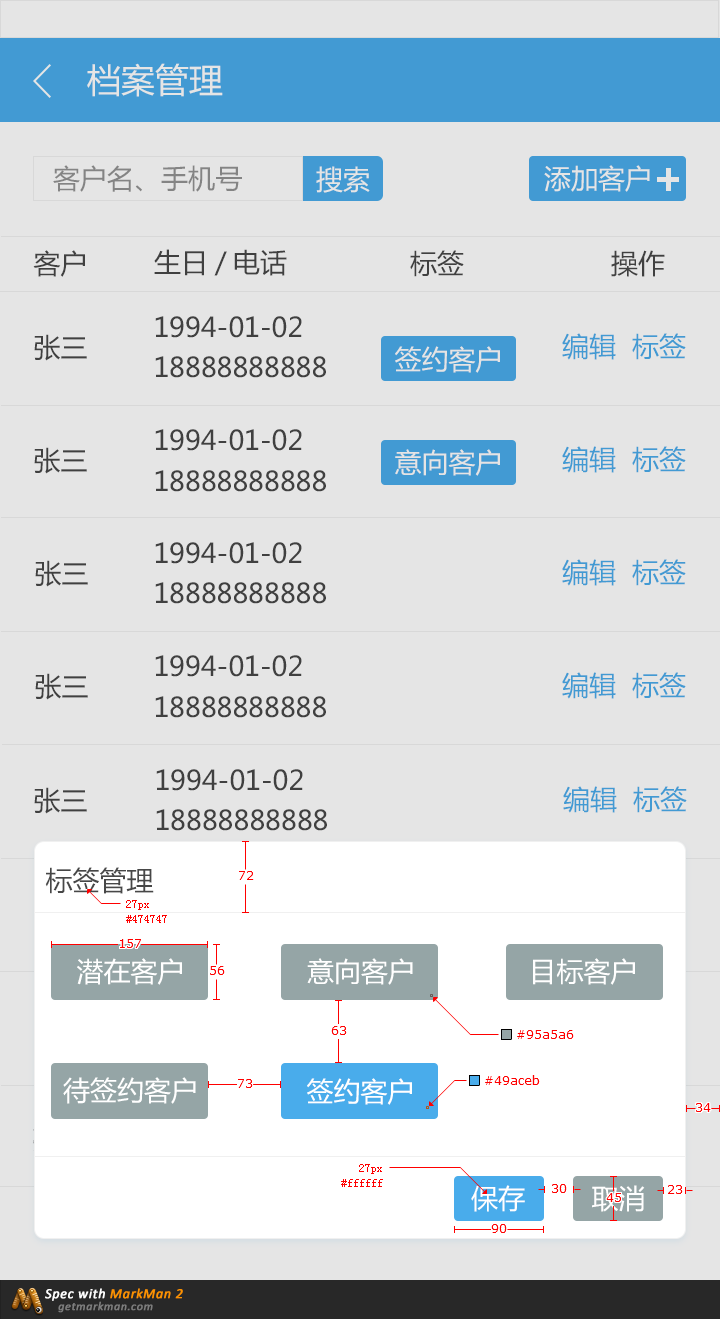 档案管理
客户名、手机号 搜索 添加客户
客户 生日 / 电话 标签 操作
张三 1994-01-02 18888888888 签约客户 编辑 标签
张三 1994-01-02 18888888888 意向客户 编辑 标签
张三 1994-01-02 18888888888 编辑 标签
张三 1994-01-02 18888888888 编辑 标签
张三 1994-01-02 18888888888 编辑 标签
标签管理
72
27px
#474747
157
潜在客户 56 意向客户 目标客户
63
#95a5a6
待签约客户 73 签约客户
#49aceb
34
27px
#ffffff
保存 30 取消 45 23
90
Spec with MarkMan 2
getmarkman.com